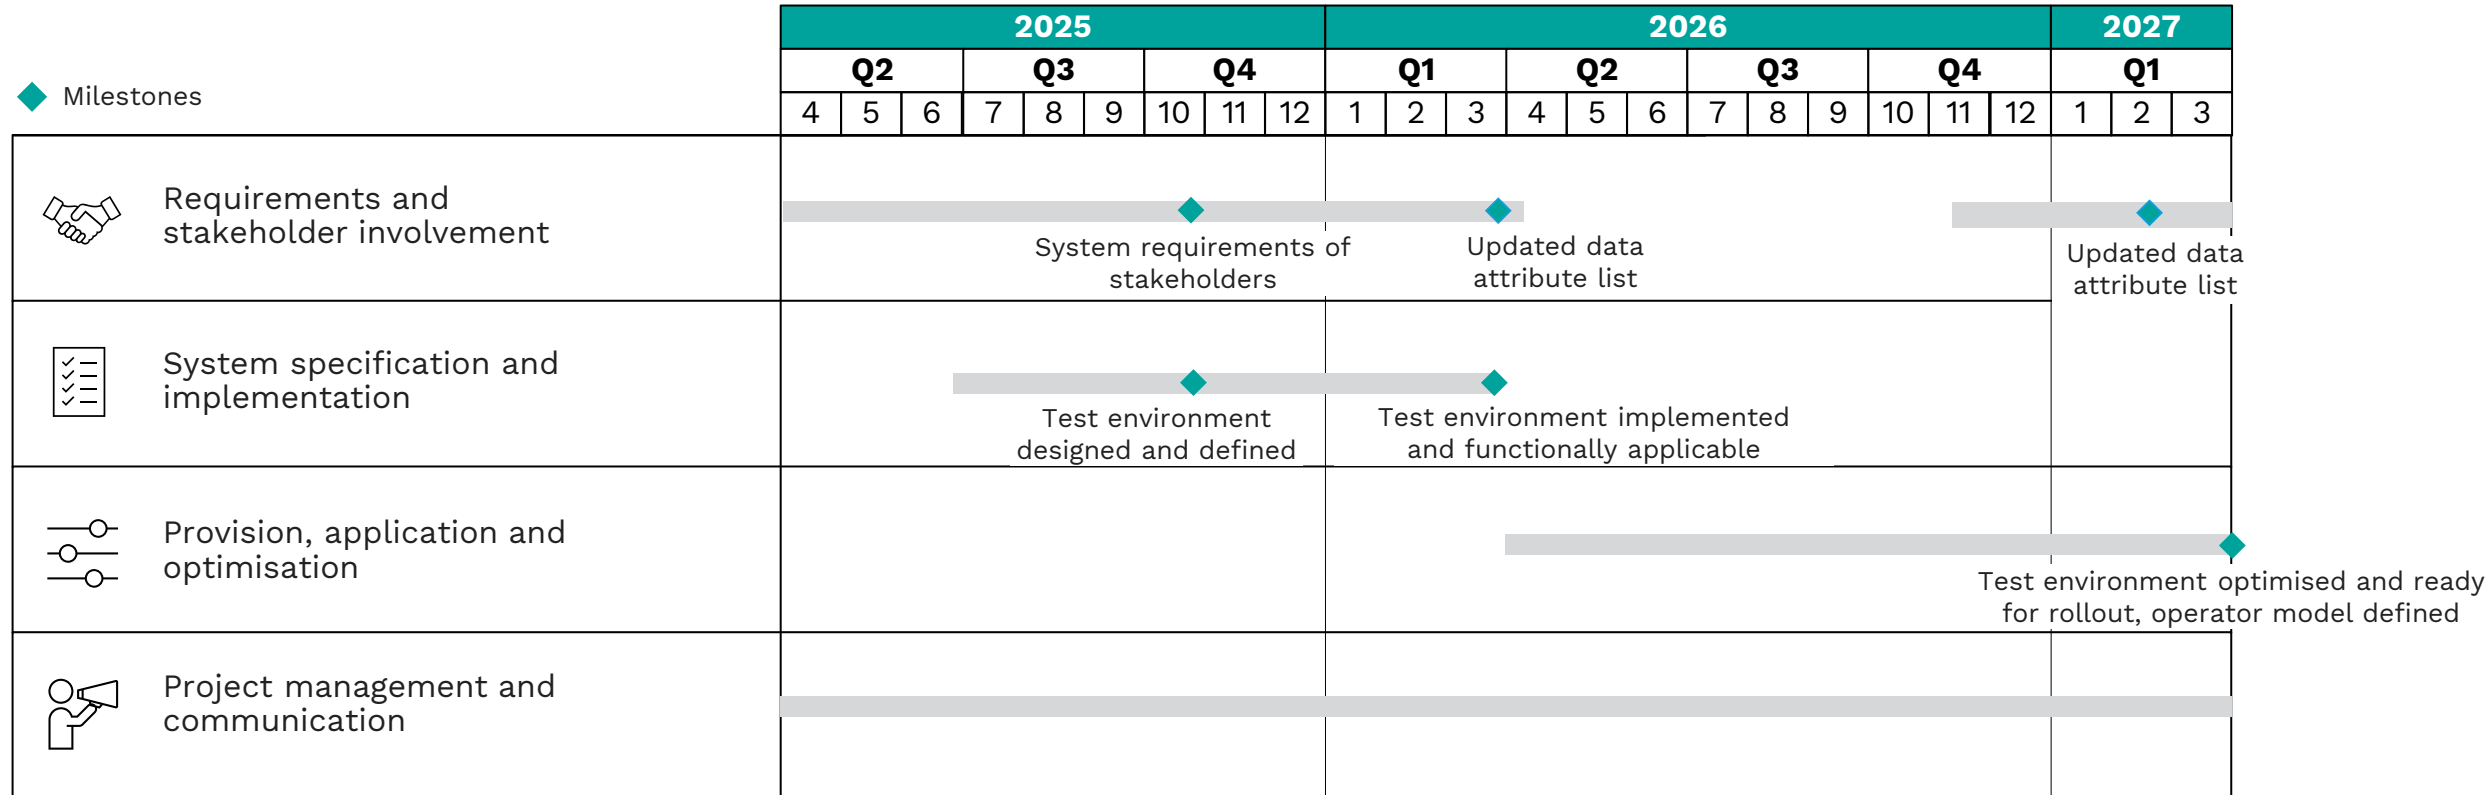 2025 2026 2027
Q2 Q3 Q4 Q1 Q2 Q3 Q4 Q1
Milestones
4 5 6 7 8 9 10 11 12 1 2 3 4 5 6 7 8 9 10 11 12 1 2 3
Requirements and
stakeholder involvement
System requirements of
stakeholders
Updated data
attribute list
Updated data
attribute list
System specification and
implementation
Test environment
designed and defined
Test environment implemented
and functionally applicable
Provision, application and
optimisation
Test environment optimised and ready
for rollout, operator model defined
Project management and
communication